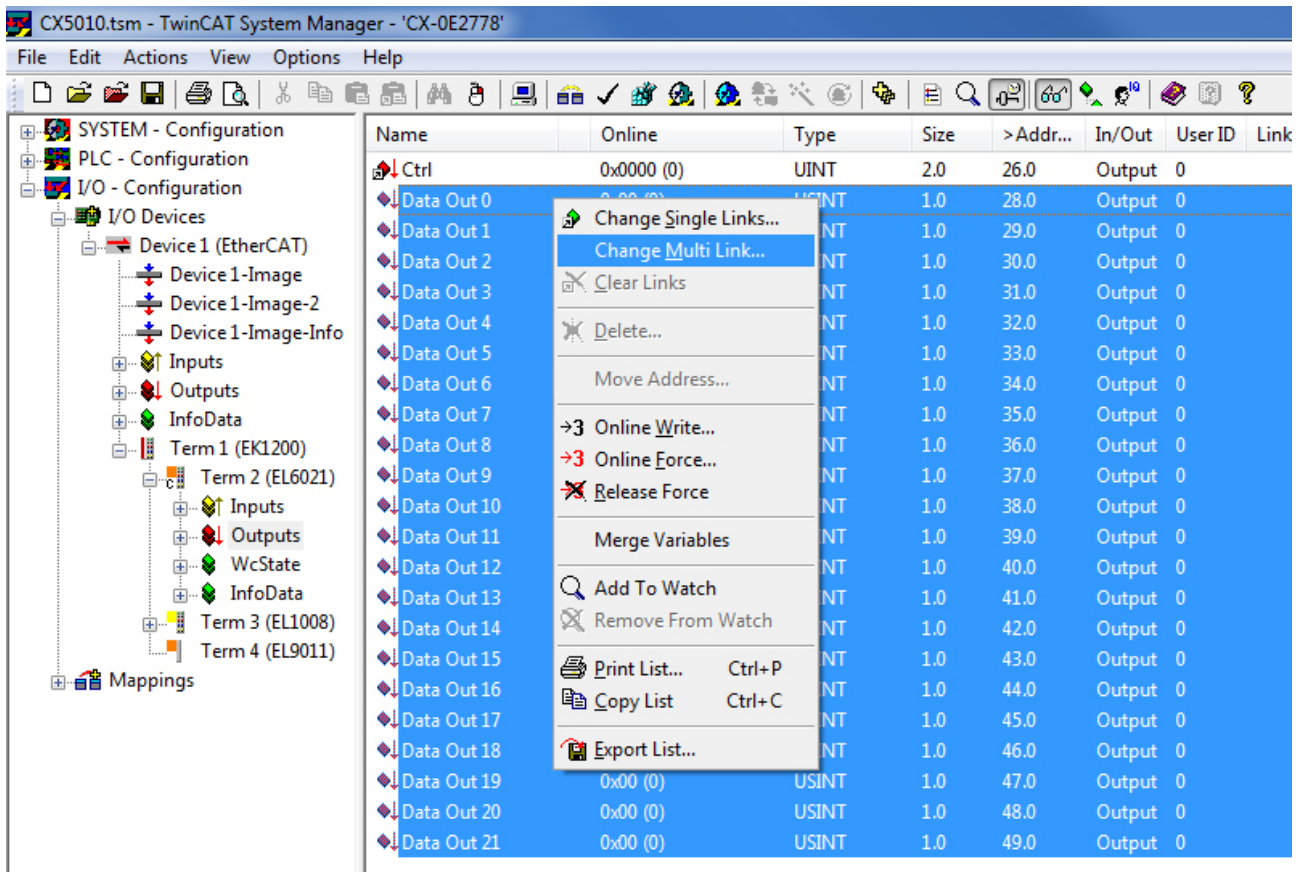 CX5010.tsm - TwinCAT System Manager - 'CX-0E2778'
File Edit Actions View Options Help
SYSTEM - Configuration
PLC - Configuration
I/O - Configuration
I/O Devices
Device 1 (EtherCAT)
Device 1-Image
Device 1-Image-2
Device 1-Image-Info
Inputs
Outputs
InfoData
Term 1 (EK1200)
Term 2 (EL6021)
Inputs
Outputs
WcState
InfoData
Term 3 (EL1008)
Term 4 (EL9011)
Mappings
Name Online Type Size >Addr... In/Out User ID Link
Ctrl 0x0000 (0) UINT 2.0 26.0 Output 0
Data Out 0 1.0 28.0 Output 0
Data Out 1 1.0 29.0 Output 0
Data Out 2 1.0 30.0 Output 0
Data Out 3 1.0 31.0 Output 0
Data Out 4 1.0 32.0 Output 0
Data Out 5 1.0 33.0 Output 0
Data Out 6 1.0 34.0 Output 0
Data Out 7 1.0 35.0 Output 0
Data Out 8 1.0 36.0 Output 0
Data Out 9 1.0 37.0 Output 0
Data Out 10 1.0 38.0 Output 0
Data Out 11 1.0 39.0 Output 0
Data Out 12 1.0 40.0 Output 0
Data Out 13 1.0 41.0 Output 0
Data Out 14 1.0 42.0 Output 0
Data Out 15 1.0 43.0 Output 0
Data Out 16 1.0 44.0 Output 0
Data Out 17 1.0 45.0 Output 0
Data Out 18 1.0 46.0 Output 0
Data Out 19 0x00 (0) USINT 1.0 47.0 Output 0
Data Out 20 0x00 (0) USINT 1.0 48.0 Output 0
Data Out 21 0x00 (0) USINT 1.0 49.0 Output 0
Change Single Links...
Change Multi Link...
Clear Links
Delete...
Move Address...
Online Write...
Online Force...
Release Force
Merge Variables
Add To Watch
Remove From Watch
Print List... Ctrl+P
Copy List Ctrl+C
Export List...